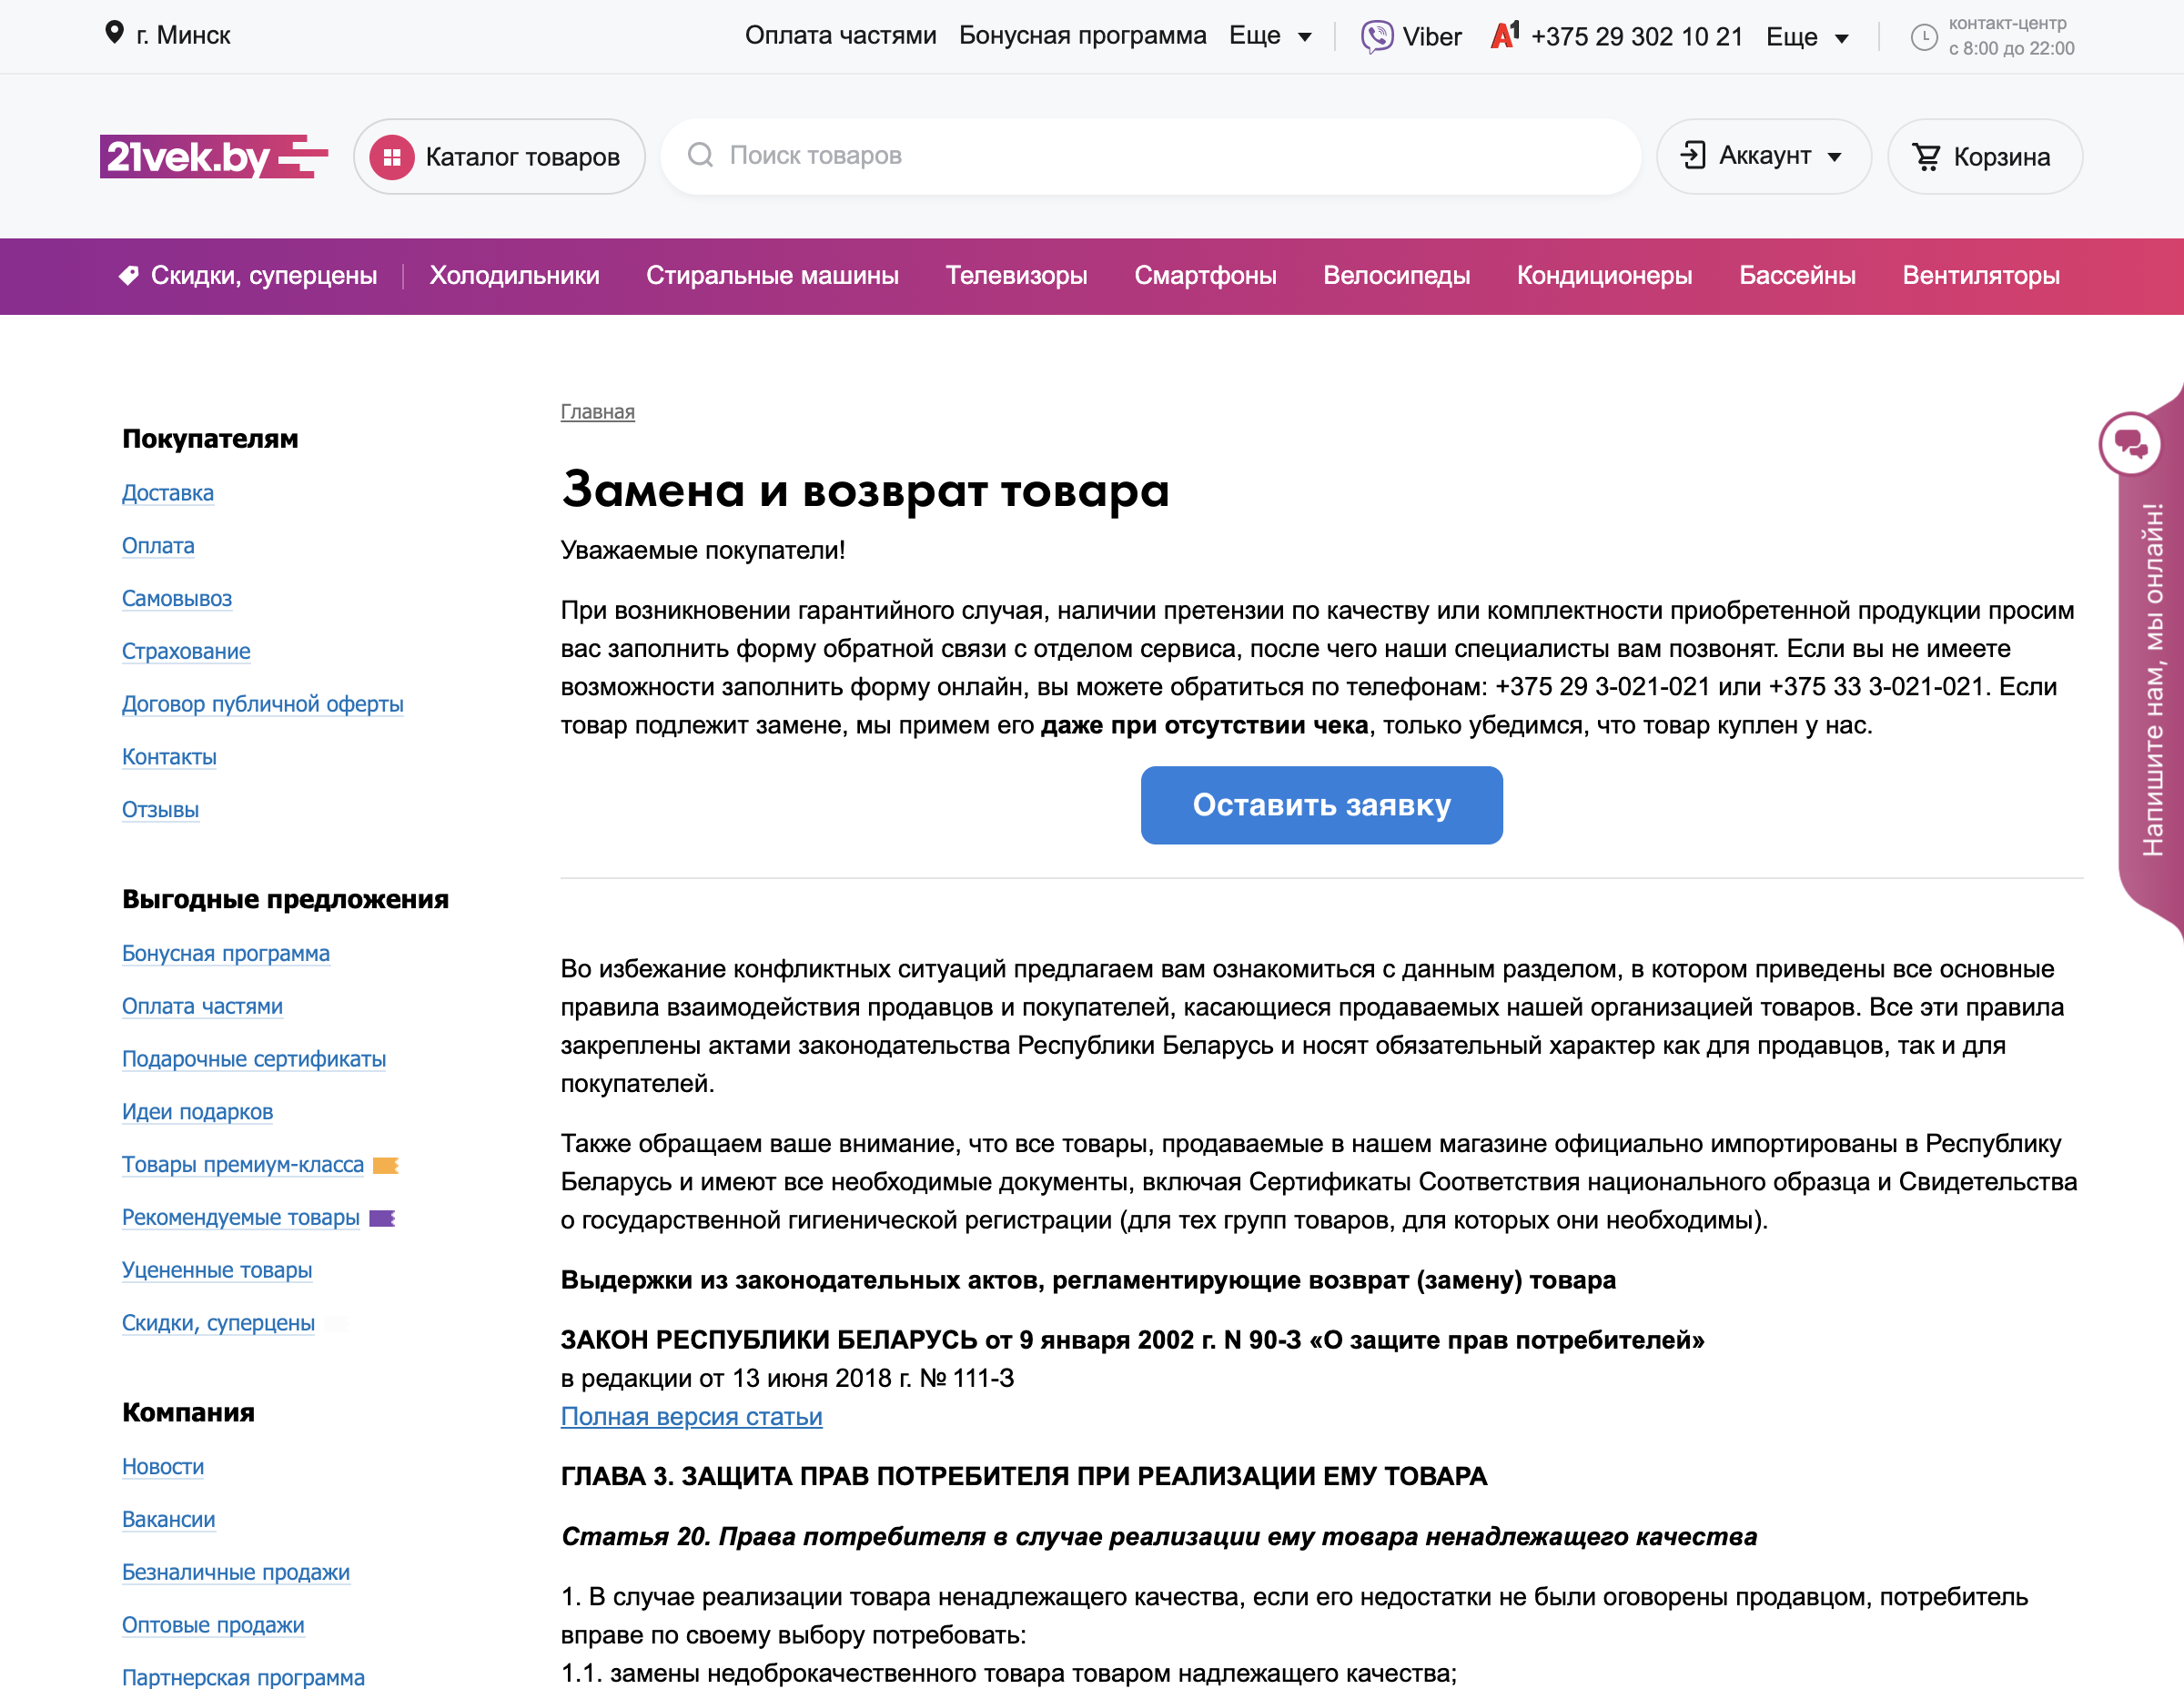 г. Минск
Оплата частями Бонусная программа Еще Viber A1 +375 29 302 10 21 Еще
контакт-центр
с 8:00 до 22:00
21vek.by Каталог товаров Поиск товаров Аккаунт Корзина
Скидки, суперцены Холодильники Стиральные машины Телевизоры Смартфоны Велосипеды Кондиционеры Бассейны Вентиляторы
Покупателям
Доставка
Оплата
Самовывоз
Страхование
Договор публичной оферты
Контакты
Отзывы
Выгодные предложения
Бонусная программа
Оплата частями
Подарочные сертификаты
Идеи подарков
Товары премиум-класса
Рекомендуемые товары
Уцененные товары
Скидки, суперцены
Компания
Новости
Вакансии
Безналичные продажи
Оптовые продажи
Партнерская программа
Главная
Замена и возврат товара
Уважаемые покупатели!
При возникновении гарантийного случая, наличии претензии по качеству или комплектности приобретенной продукции просим
вас заполнить форму обратной связи с отделом сервиса, после чего наши специалисты вам позвонят. Если вы не имеете
возможности заполнить форму онлайн, вы можете обратиться по телефонам: +375 29 3-021-021 или +375 33 3-021-021. Если
товар подлежит замене, мы примем его даже при отсутствии чека, только убедимся, что товар куплен у нас.
Оставить заявку
Во избежание конфликтных ситуаций предлагаем вам ознакомиться с данным разделом, в котором приведены все основные
правила взаимодействия продавцов и покупателей, касающиеся продаваемых нашей организацией товаров. Все эти правила
закреплены актами законодательства Республики Беларусь и носят обязательный характер как для продавцов, так и для
покупателей.
Также обращаем ваше внимание, что все товары, продаваемые в нашем магазине официально импортированы в Республику
Беларусь и имеют все необходимые документы, включая Сертификаты Соответствия национального образца и Свидетельства
о государственной гигиенической регистрации (для тех групп товаров, для которых они необходимы).
Выдержки из законодательных актов, регламентирующие возврат (замену) товара
ЗАКОН РЕСПУБЛИКИ БЕЛАРУСЬ от 9 января 2002 г. N 90-З «О защите прав потребителей»
в редакции от 13 июня 2018 г. № 111-З
Полная версия статьи
ГЛАВА 3. ЗАЩИТА ПРАВ ПОТРЕБИТЕЛЯ ПРИ РЕАЛИЗАЦИИ ЕМУ ТОВАРА
Статья 20. Права потребителя в случае реализации ему товара ненадлежащего качества
1. В случае реализации товара ненадлежащего качества, если его недостатки не были оговорены продавцом, потребитель
вправе по своему выбору потребовать:
1.1. замены недоброкачественного товара товаром надлежащего качества;
Напишите нам, мы онлайн!